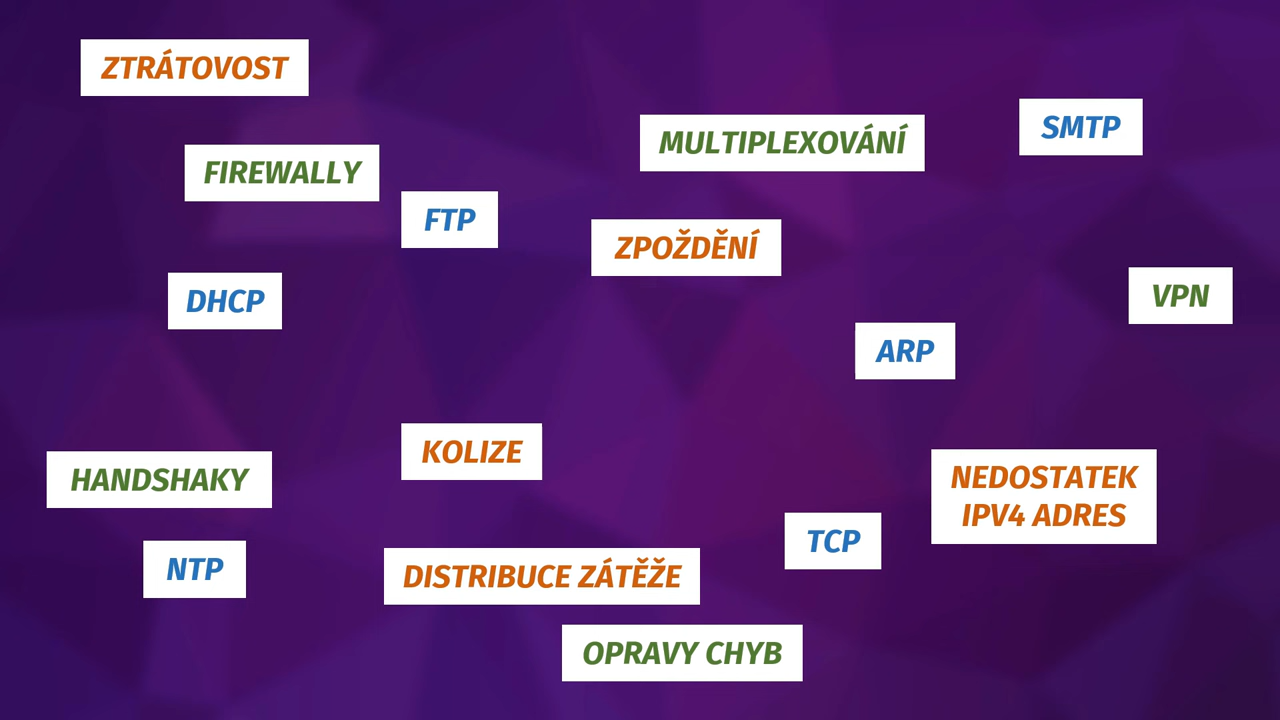 ZTRÁTOVOST
SMTP
MULTIPLEXOVÁNÍ
FIREWALLY
FTP
ZPOŽDĚNÍ
VPN
DHCP
ARP
KOLIZE
HANDSHAKY
NEDOSTATEK
IPV4 ADRES
TCP
NTP
DISTRIBUCE ZÁTĚŽE
OPRAVY CHYB